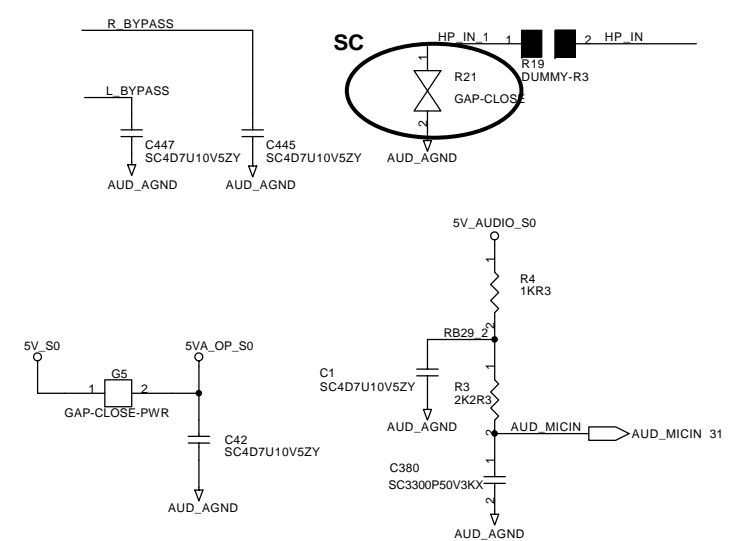 R_BYPASS
L_BYPASS
C447
SC4D7U10V5ZY
AUD_AGND
C445
SC4D7U10V5ZY
AUD_AGND
SC
HP_IN_1
1
2
HP_IN
R19
DUMMY-R3
1
R21
GAP-CLOSE
2
AUD_AGND
5V_AUDIO_S0
1
R4
1KR3
2
RB29_2
C1
SC4D7U10V5ZY
AUD_AGND
1
R3
2K2R3
2
AUD_MICIN
AUD_MICIN 31
1
C380
SC3300P50V3KX
2
AUD_AGND
5V_S0
5VA_OP_S0
G5
1
2
GAP-CLOSE-PWR
C42
SC4D7U10V5ZY
AUD_AGND